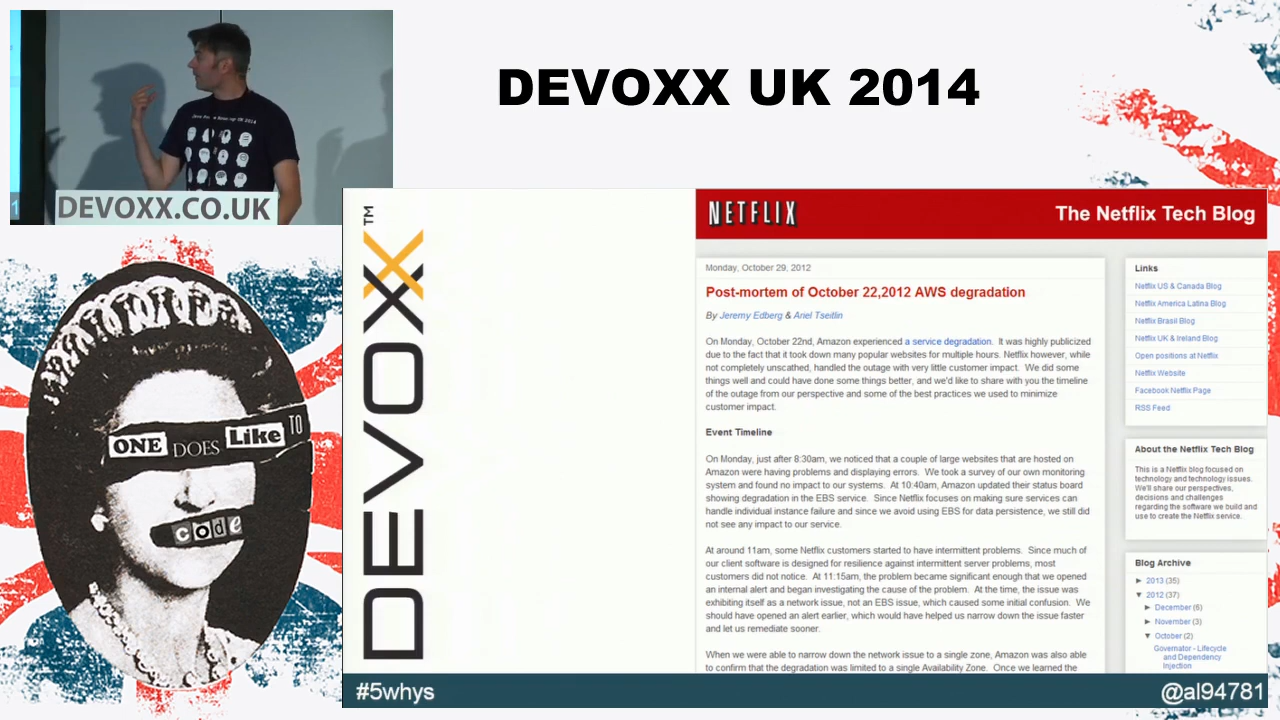 DEVOXX UK 2014
DEVOXX.CO.UK
ONE DOES Like TO
code
DEVOXX™
NETFLIX
The Netflix Tech Blog
Monday, October 29, 2012
Post-mortem of October 22,2012 AWS degradation
By Jeremy Edberg & Ariel Tseitlin
On Monday, October 22nd, Amazon experienced a service degradation. It was highly publicized
due to the fact that it took down many popular websites for multiple hours. Netflix however, while
not completely unscathed, handled the outage with very little customer impact. We did some
things well and could have done some things better, and we'd like to share with you the timeline
of the outage from our perspective and some of the best practices we used to minimize
customer impact.
Event Timeline
On Monday, just after 8:30am, we noticed that a couple of large websites that are hosted on
Amazon were having problems and displaying errors. We took a survey of our own monitoring
system and found no impact to our systems. At 10:40am, Amazon updated their status board
showing degradation in the EBS service. Since Netflix focuses on making sure services can
handle individual instance failure and since we avoid using EBS for data persistence, we still did
not see any impact to our service.
At around 11am, some Netflix customers started to have intermittent problems. Since much of
our client software is designed for resilience against intermittent server problems, most
customers did not notice. At 11:15am, the problem became significant enough that we opened
an internal alert and began investigating the cause of the problem. At the time, the issue was
exhibiting itself as a network issue, not an EBS issue, which caused some initial confusion. We
should have opened an alert earlier, which would have helped us narrow down the issue faster
and let us remediate sooner.
When we were able to narrow down the network issue to a single zone, Amazon was also able
to confirm that the degradation was limited to a single Availability Zone. Once we learned the
Links
Netflix US & Canada Blog
Netflix America Latina Blog
Netflix Brasil Blog
Netflix UK & Ireland Blog
Open positions at Netflix
Netflix Website
Facebook Netflix Page
RSS Feed
About the Netflix Tech Blog
This is a Netflix blog focused on
technology and technology issues.
We'll share our perspectives,
decisions and challenges
regarding the software we build and
use to create the Netflix service.
Blog Archive
► 2013 (35)
▼ 2012 (37)
► December (6)
► November (3)
▼ October (2)
Governator - Lifecycle
and Dependency
Injection
#5whys
@al94781